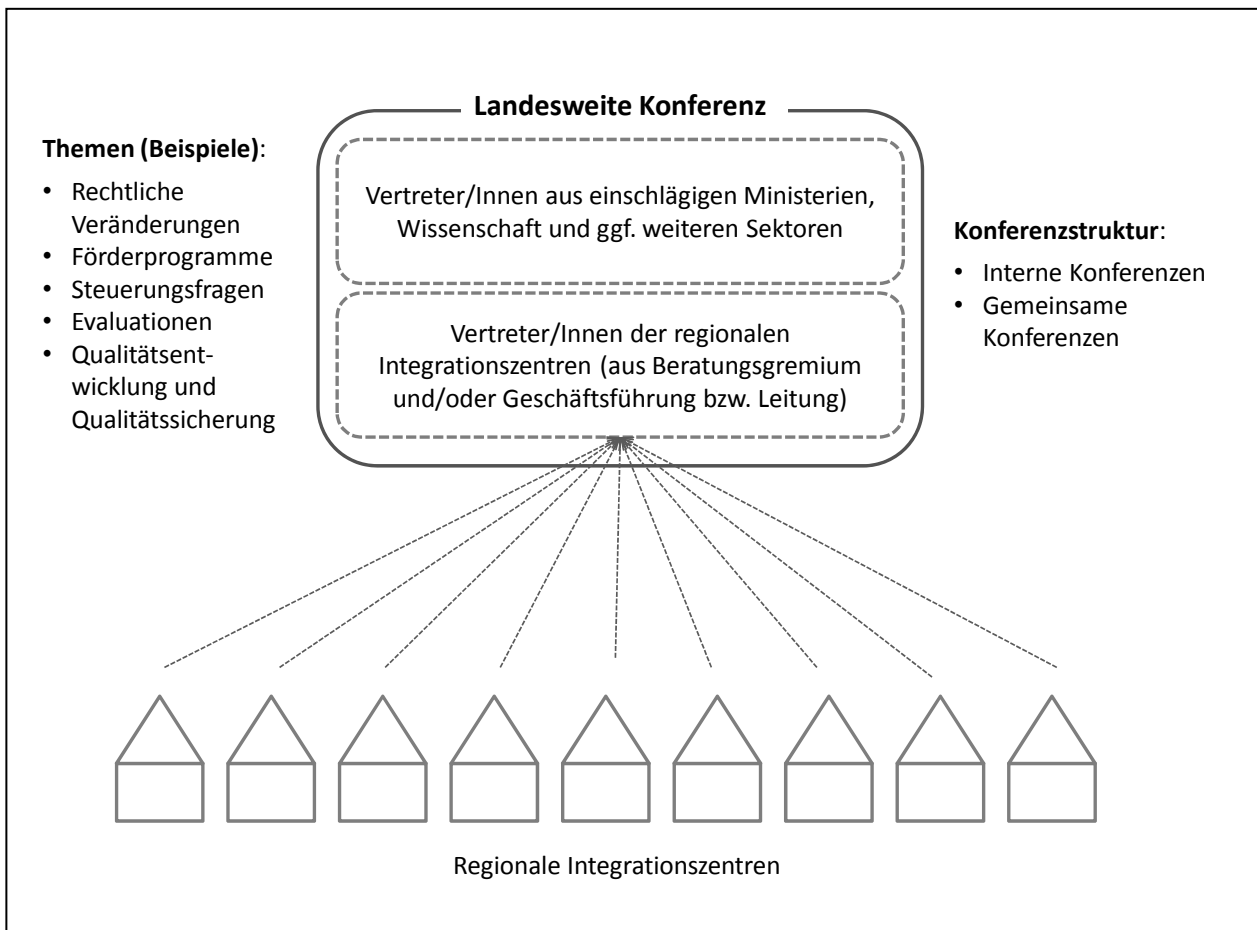 Landesweite Konferenz
Themen (Beispiele):
• Rechtliche
Veränderungen
• Förderprogramme
• Steuerungsfragen
• Evaluationen
• Qualitätsent-
wicklung und
Qualitätssicherung
Vertreter/Innen aus einschlägigen Ministerien,
Wissenschaft und ggf. weiteren Sektoren
Vertreter/Innen der regionalen
Integrationszentren (aus Beratungsgremium
und/oder Geschäftsführung bzw. Leitung)
Konferenzstruktur:
• Interne Konferenzen
• Gemeinsame
Konferenzen
Regionale Integrationszentren